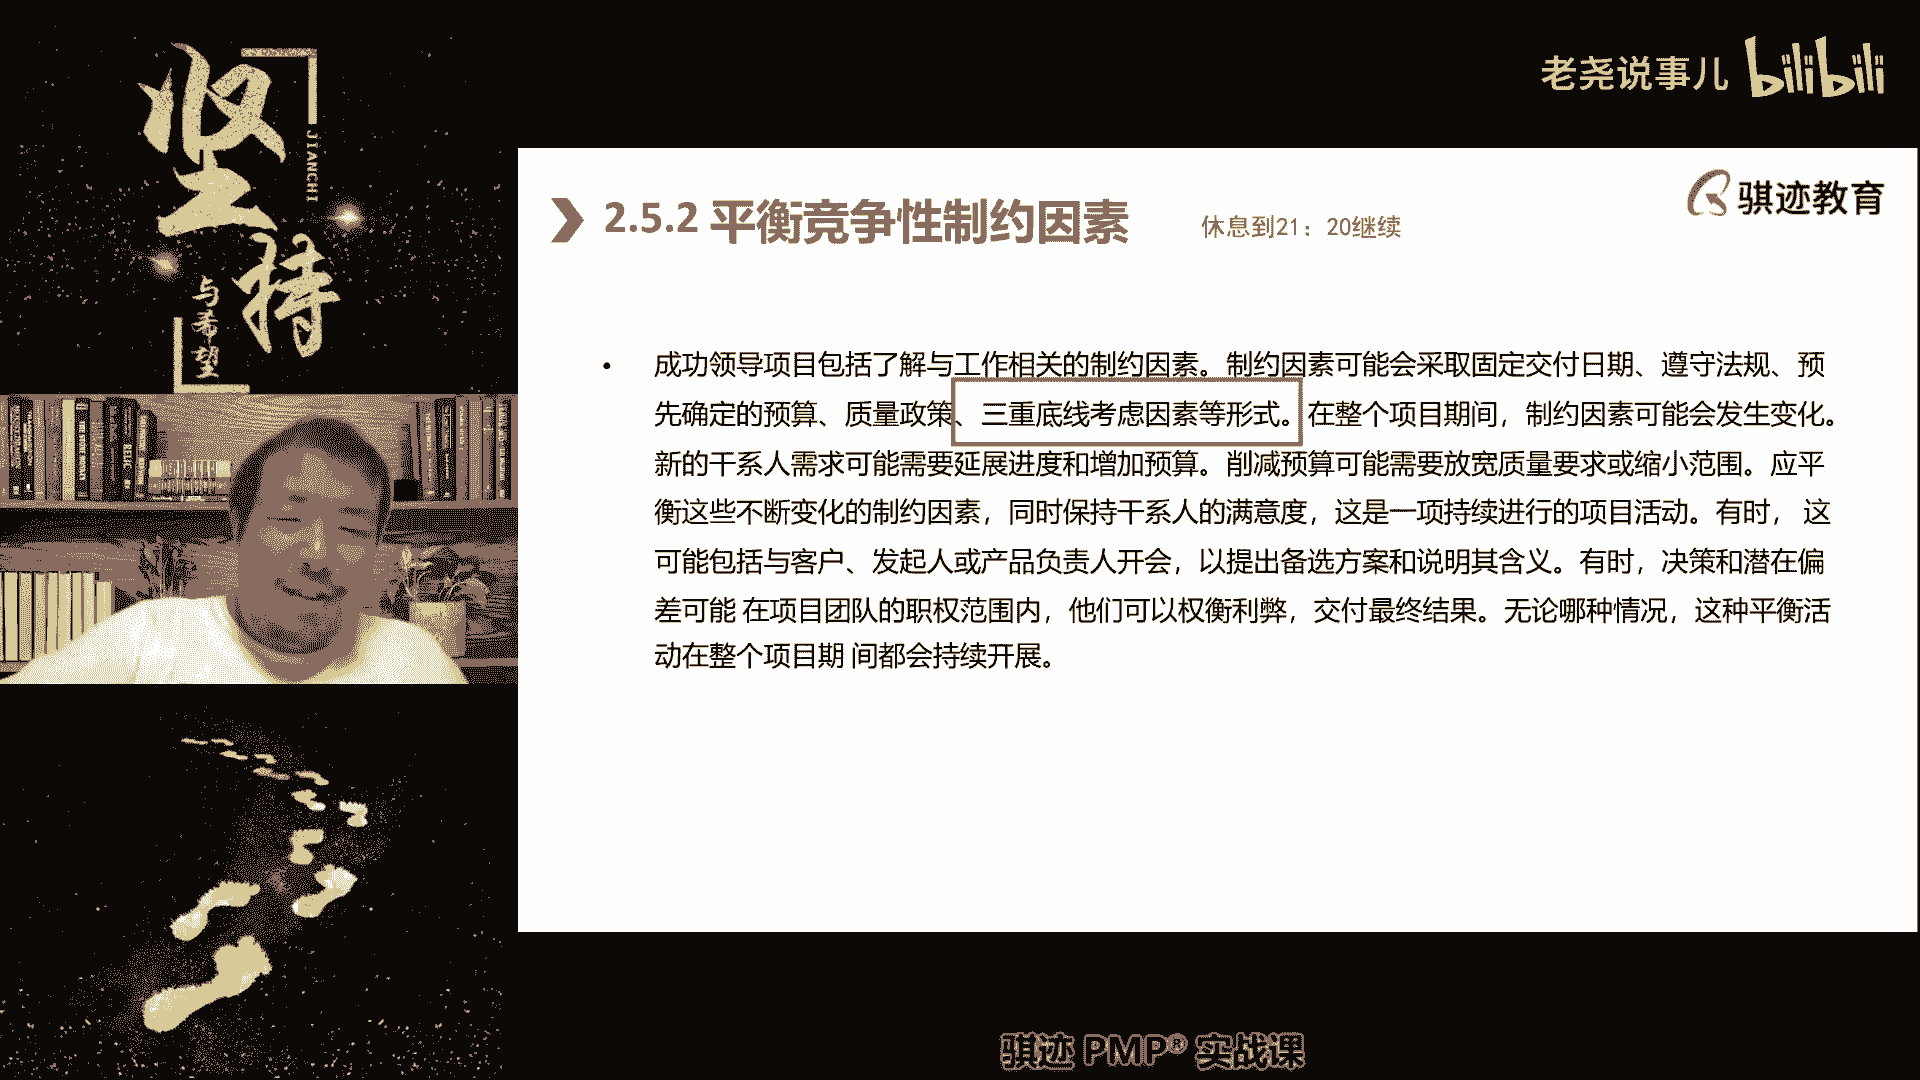 坚持
JIANCHI
与希望
老尧说事儿 bilibili
骐迹教育
2.5.2 平衡竞争性制约因素
休息到21：20继续
• 成功领导项目包括了解与工作相关的制约因素。制约因素可能会采取固定交付日期、遵守法规、预
先确定的预算、质量政策、三重底线考虑因素等形式。在整个项目期间，制约因素可能会发生变化。
新的干系人需求可能需要延展进度和增加预算。削减预算可能需要放宽质量要求或缩小范围。应平
衡这些不断变化的制约因素，同时保持干系人的满意度，这是一项持续进行的项目活动。有时， 这
可能包括与客户、发起人或产品负责人开会，以提出备选方案和说明其含义。有时，决策和潜在偏
差可能 在项目团队的职权范围内，他们可以权衡利弊，交付最终结果。无论哪种情况，这种平衡活
动在整个项目期 间都会持续开展。
骐迹 PMP® 实战课